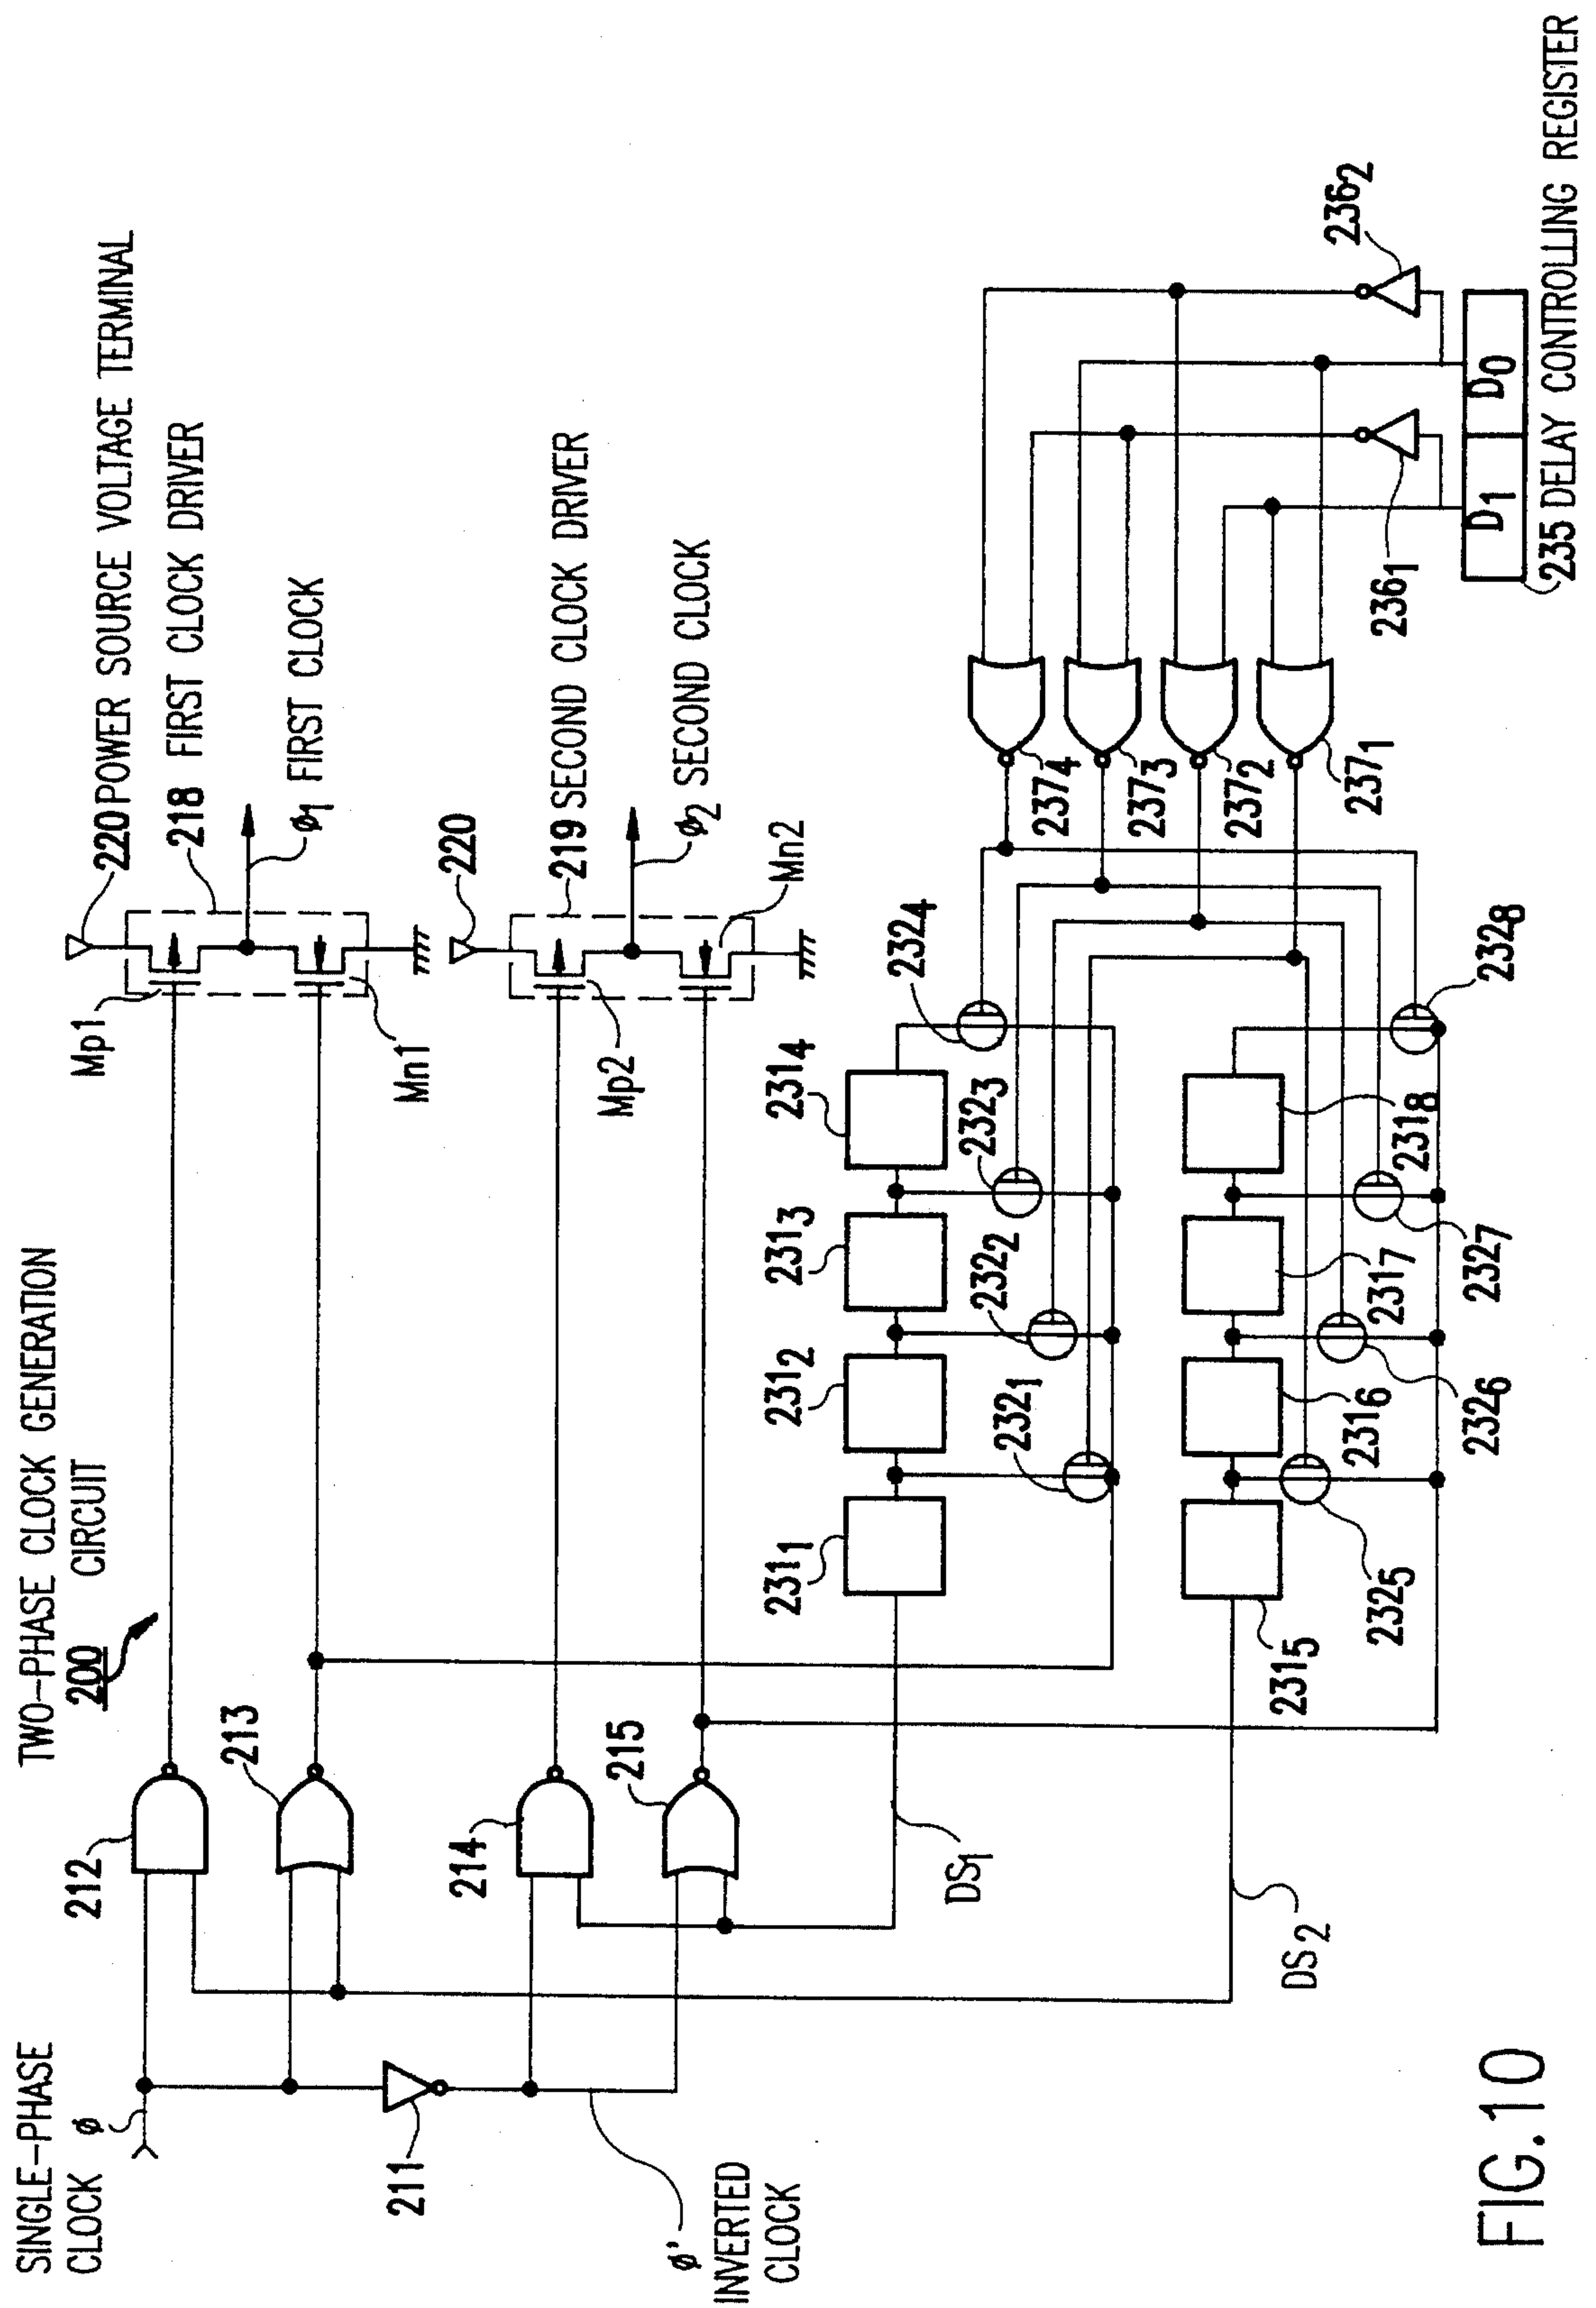 TWO-PHASE CLOCK GENERATION
200 CIRCUIT
SINGLE-PHASE
CLOCK ø
211
ø'
INVERTED
CLOCK
212
213
214
215
Mp1
Mn1
220 POWER SOURCE VOLTAGE TERMINAL
218 FIRST CLOCK DRIVER
ø1 FIRST CLOCK
220
219 SECOND CLOCK DRIVER
ø2 SECOND CLOCK
Mp2
Mn2
DS1
DS2
2311
2312
2313
2314
2321
2322
2323
2324
2315
2316
2317
2318
2325
2326
2327
2328
2374
2373
2372
2371
2361
2362
D1
D0
235 DELAY CONTROLLING REGISTER
FIG. 10